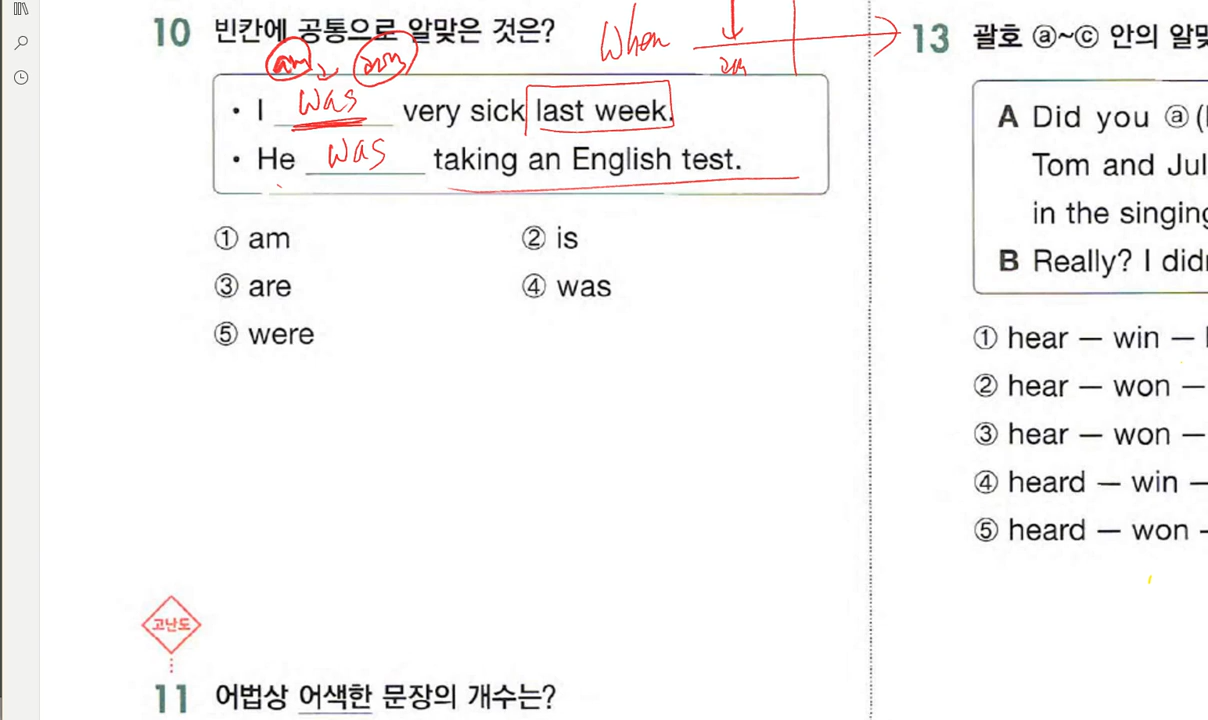 10 빈칸에 공통으로 알맞은 것은?
When
am
am
• I was very sick last week.
• He was taking an English test.
① am
② is
③ are
④ was
⑤ were
고난도
11 어법상 어색한 문장의 개수는?
13 괄호 ⓐ~ⓒ 안의 알맞
A Did you ⓐ (
Tom and Jul
in the singing
B Really? I didn
① hear – win –
② hear – won –
③ hear – won –
④ heard – win –
⑤ heard – won -